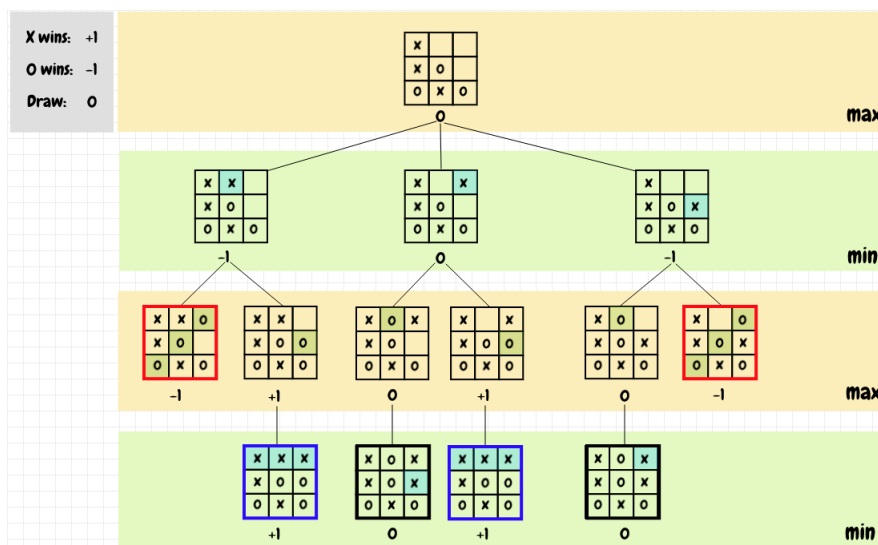 X wins: +1
O wins: -1
Draw: 0
X
X O
O X O
0
max
X X
X O
O X O
-1
X X
X O
O X O
0
X
X O X
O X O
-1
min
X X O
X O
O X O
-1
X X
X O O
O X O
+1
X O X
X O
O X O
0
X X
X O O
O X O
+1
X O
X O X
O X O
0
X O
X O X
O X O
-1
max
X X X
X O O
O X O
+1
X O X
X O X
O X O
0
X X X
X O O
O X O
+1
X O X
X O X
O X O
0
min